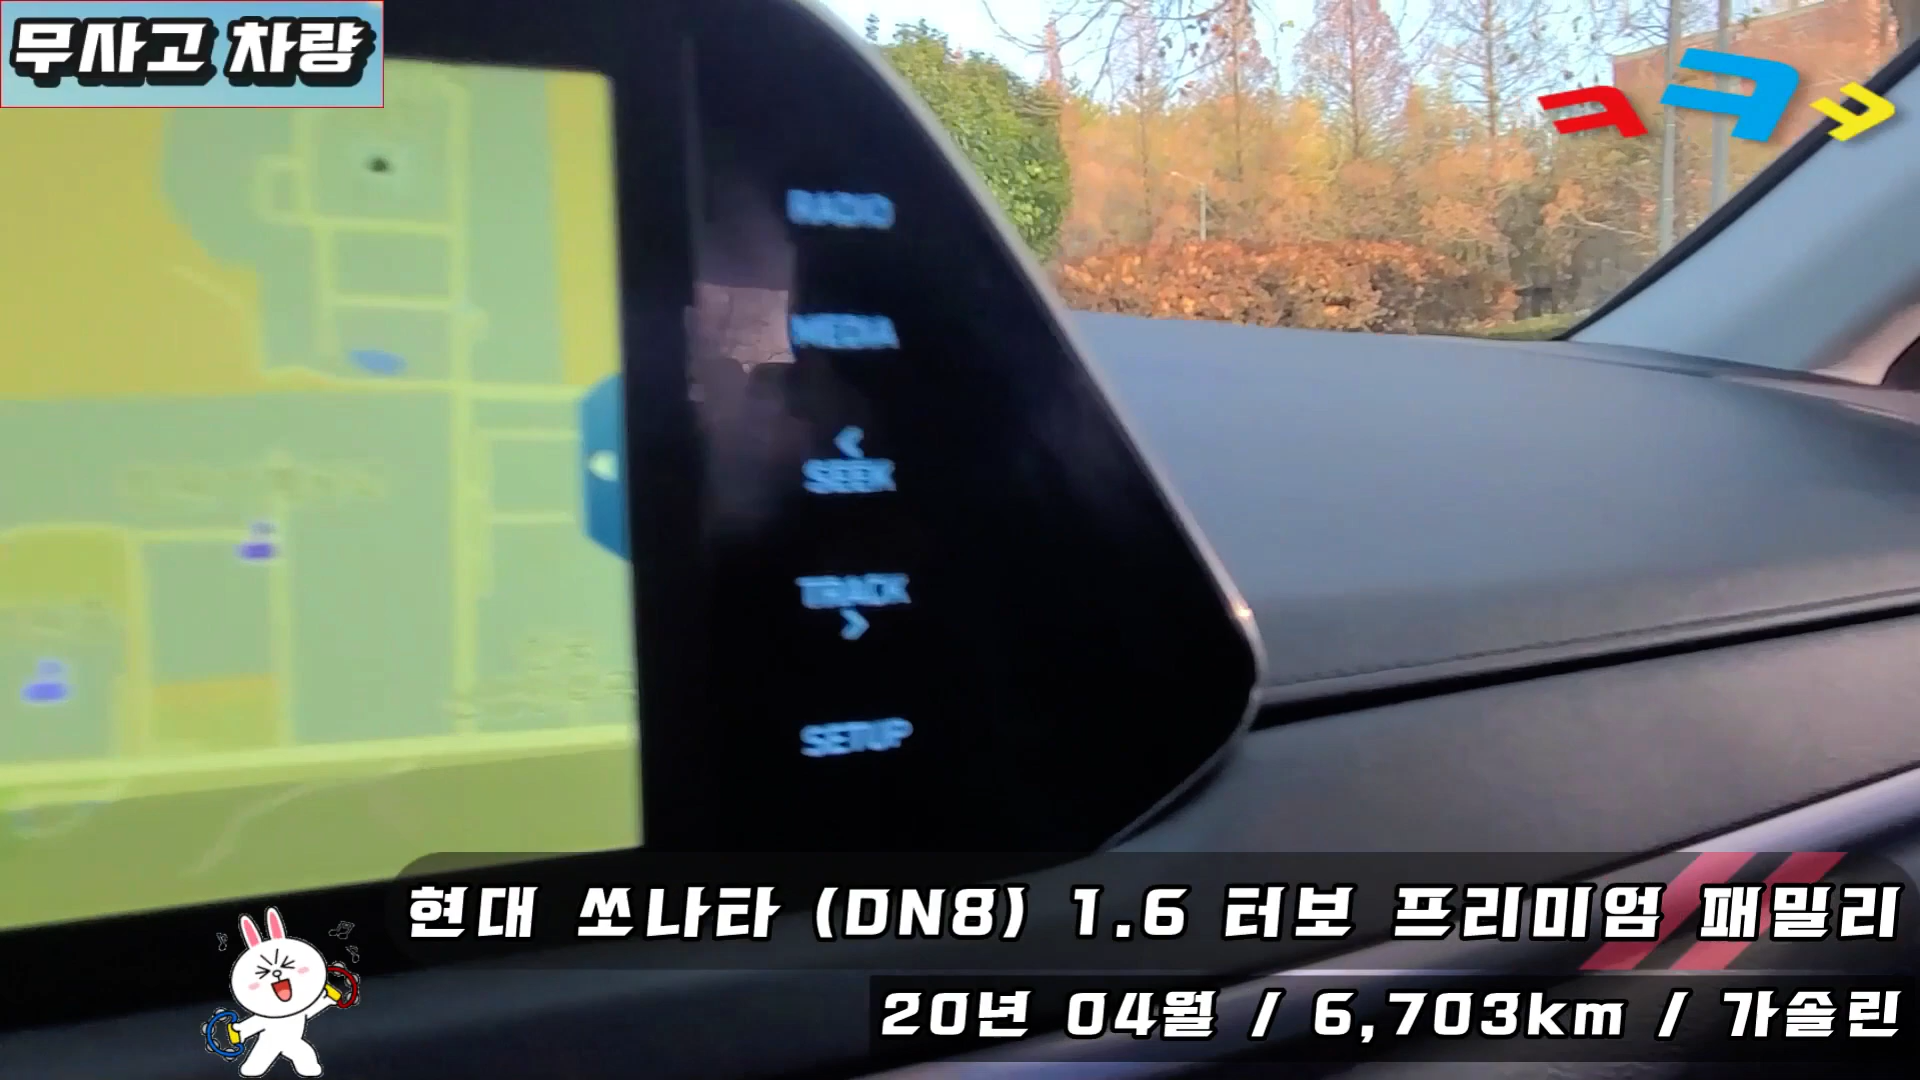 무사고 차량
RADIO
MEDIA
<
SEEK
TRACK
>
SETUP
현대 쏘나타 (DN8) 1.6 터보 프리미엄 패밀리
20년 04월 / 6,703km / 가솔린